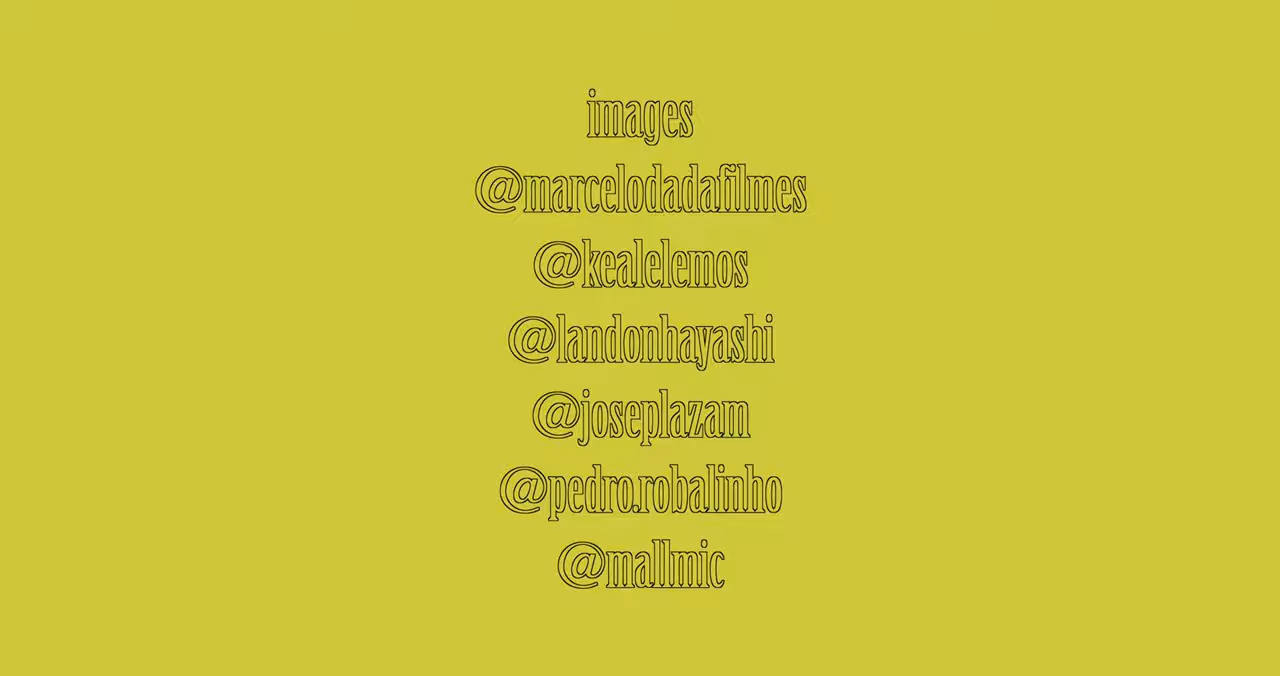 images
@marcelodadafilmes
@kealelemos
@landonhayashi
@joseplazam
@pedro.robalinho
@mallmic